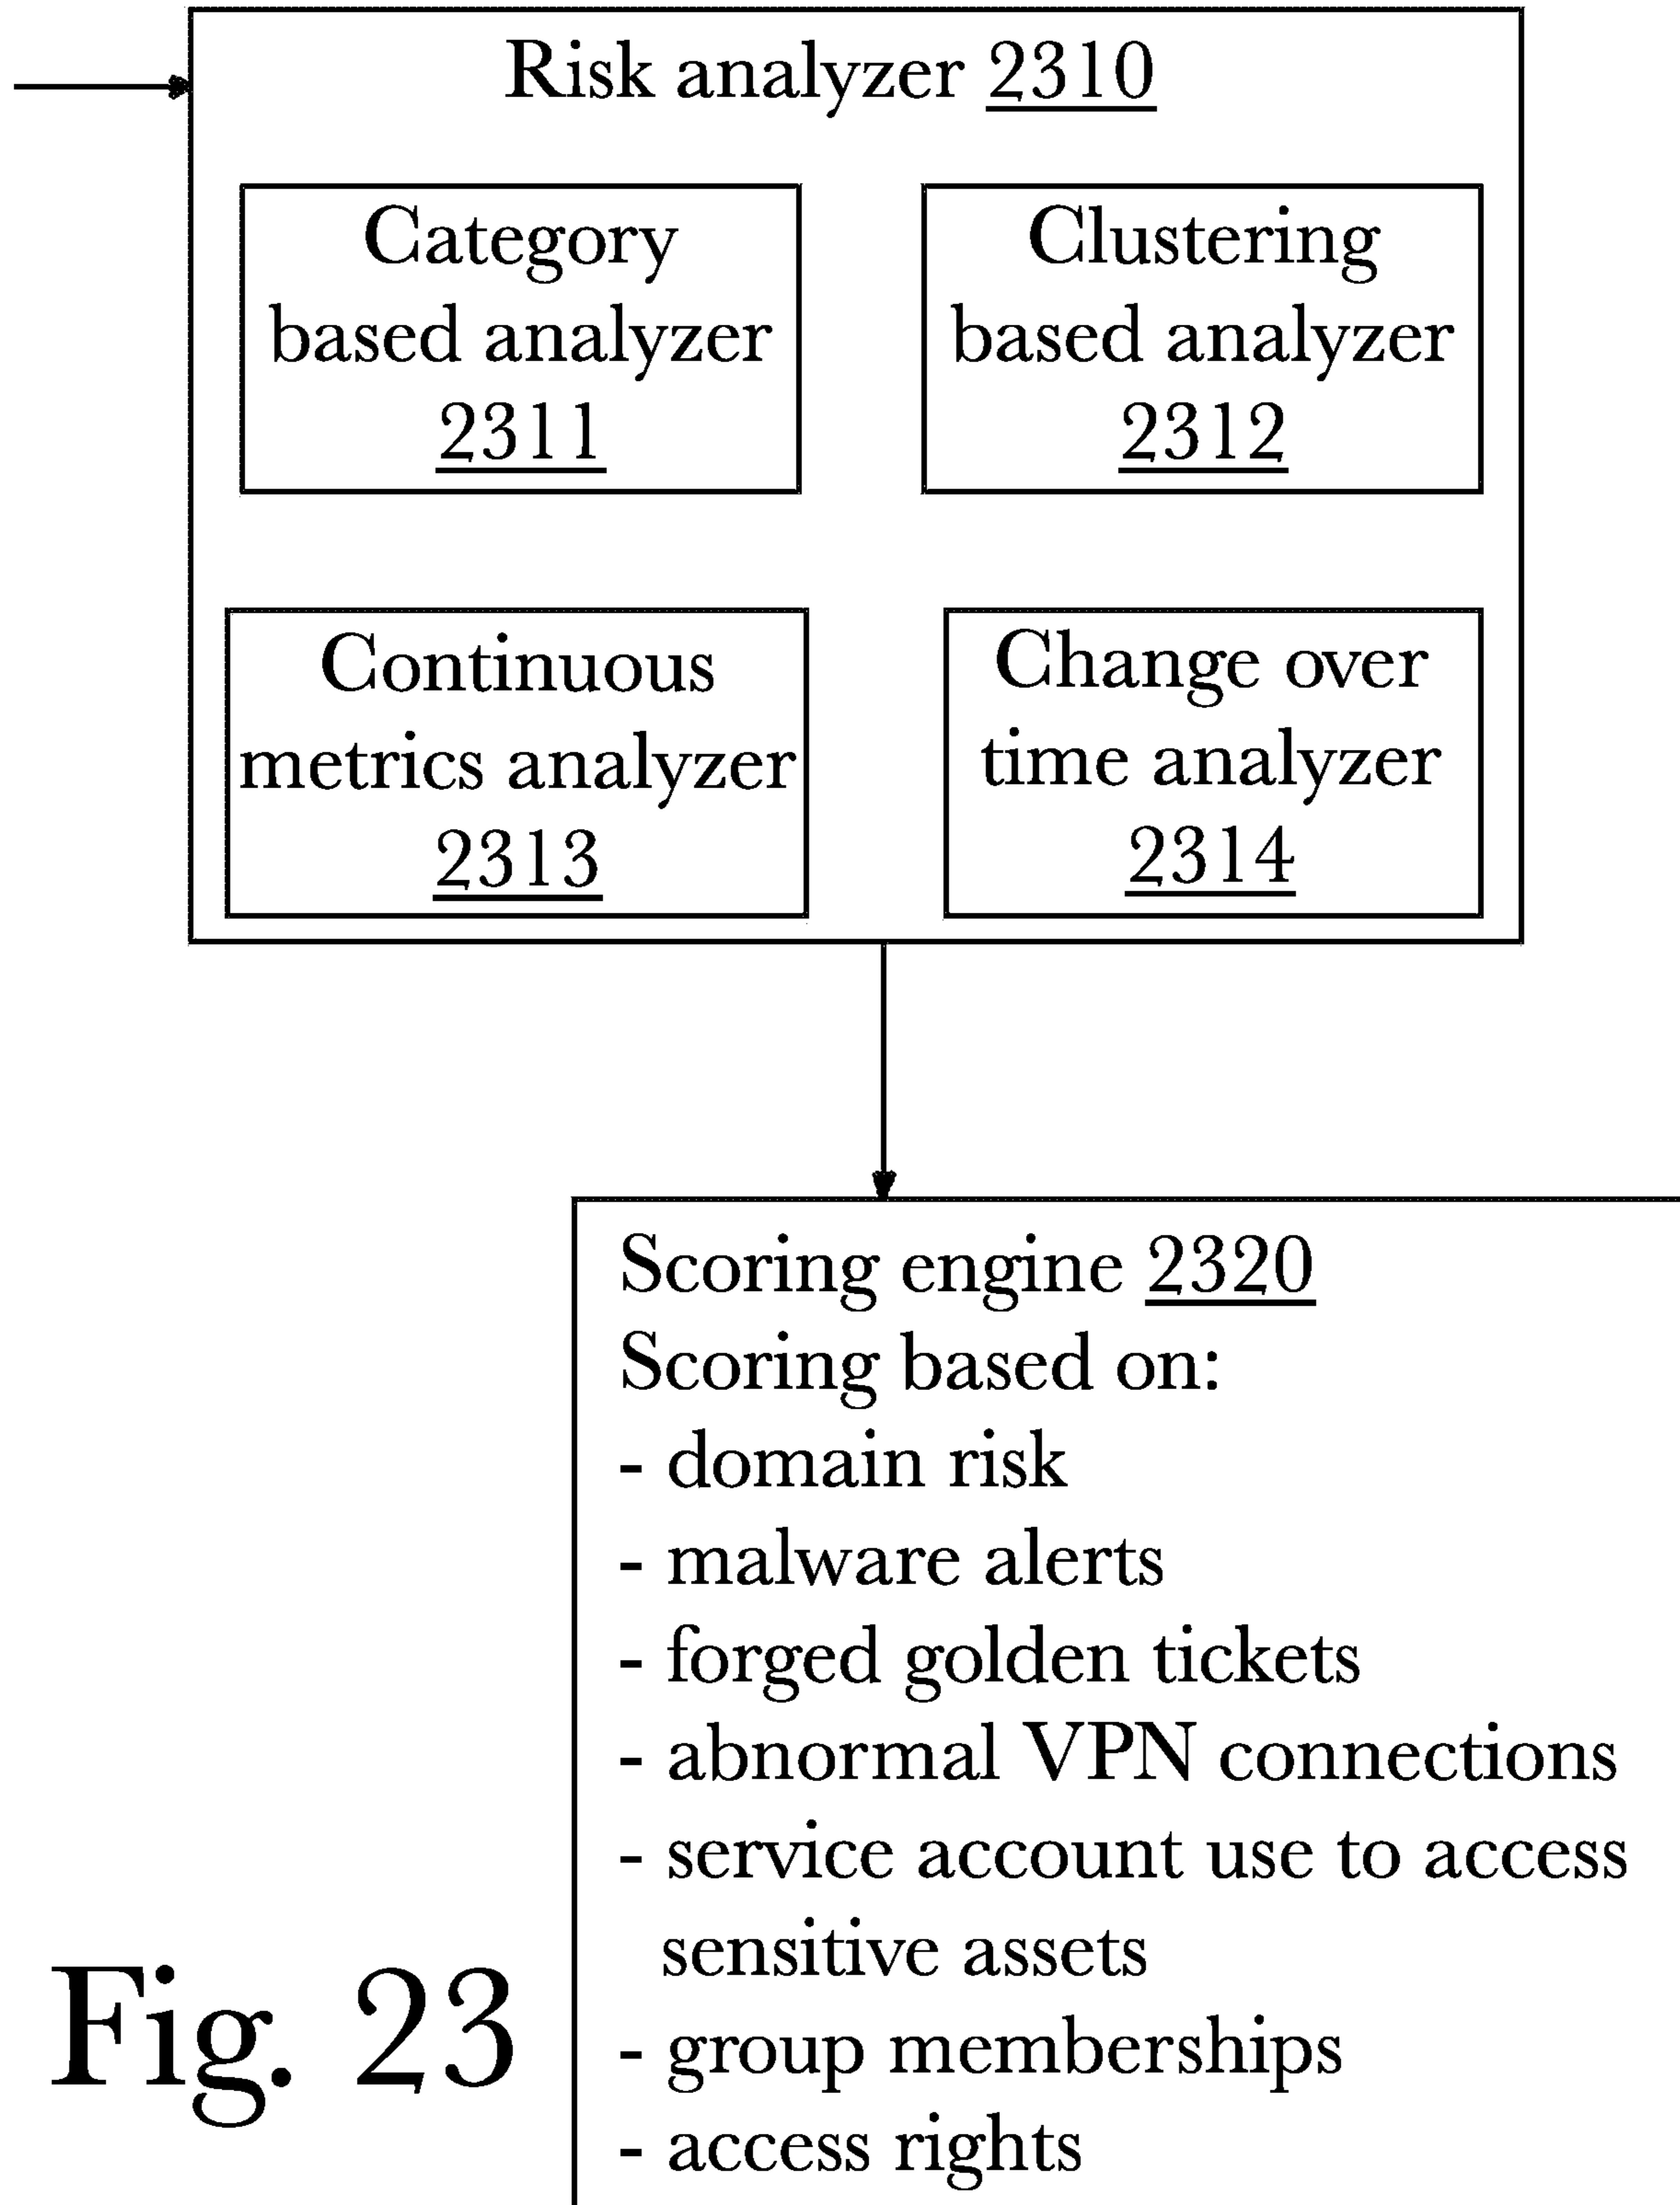 Risk analyzer 2310
Category
based analyzer
2311
Clustering
based analyzer
2312
Continuous
metrics analyzer
2313
Change over
time analyzer
2314
Scoring engine 2320
Scoring based on:
- domain risk
- malware alerts
- forged golden tickets
- abnormal VPN connections
- service account use to access
sensitive assets
- group memberships
- access rights
Fig. 23